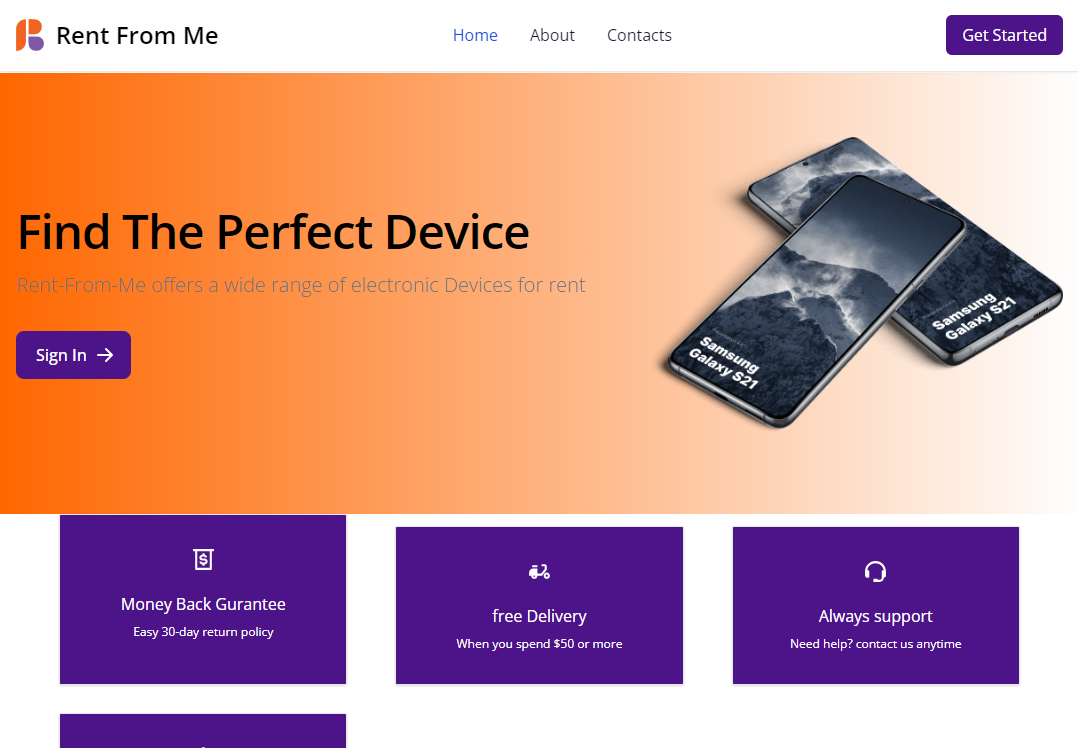 Rent From Me
Home
About
Contacts
Get Started
Find The Perfect Device
Rent-From-Me offers a wide range of electronic Devices for rent
Sign In
Samsung
Galaxy S21
Samsung
Galaxy S21
Money Back Gurantee
Easy 30-day return policy
free Delivery
When you spend $50 or more
Always support
Need help? contact us anytime